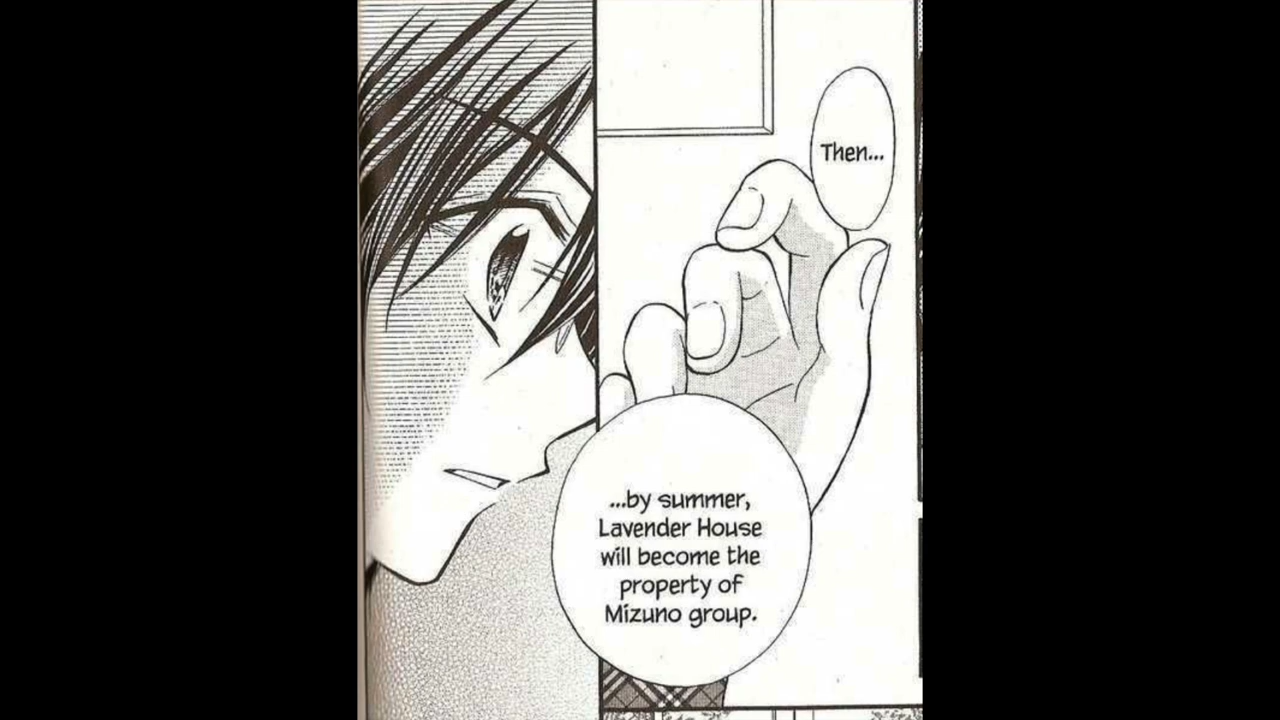 Then...
...by summer,
Lavender House
will become the
property of
Mizuno group.